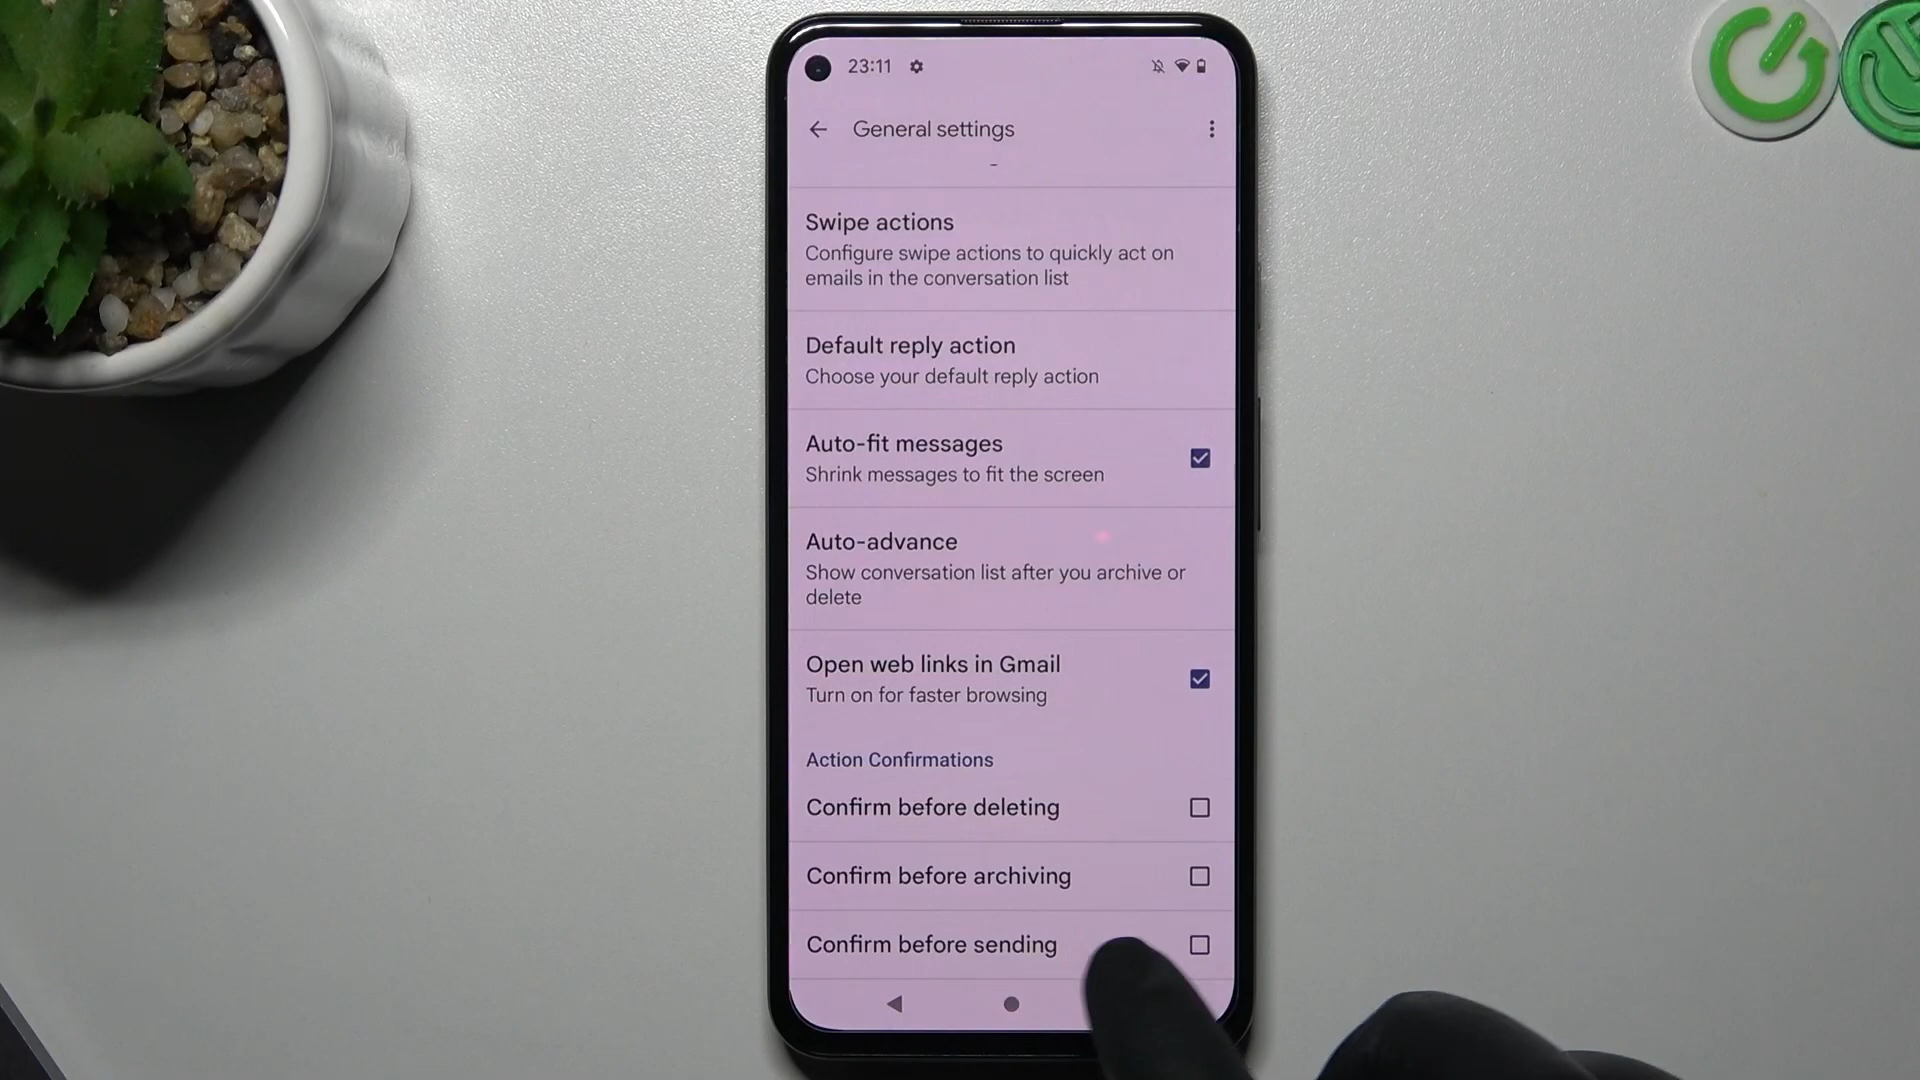 23:11
General settings
Swipe actions
Configure swipe actions to quickly act on
emails in the conversation list
Default reply action
Choose your default reply action
Auto-fit messages
Shrink messages to fit the screen
Auto-advance
Show conversation list after you archive or
delete
Open web links in Gmail
Turn on for faster browsing
Action Confirmations
Confirm before deleting
Confirm before archiving
Confirm before sending